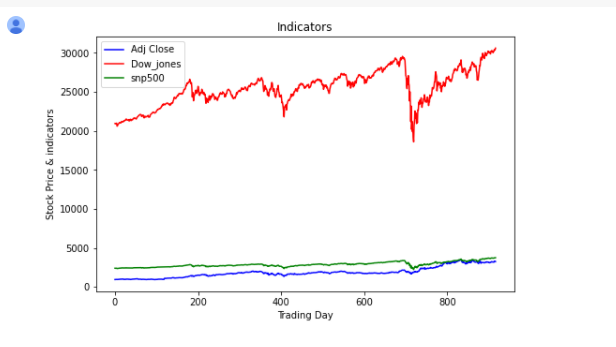 Indicators
Adj Close
Dow_jones
snp500
Stock Price & indicators
30000
25000
20000
15000
10000
5000
0
0 200 400 600 800
Trading Day